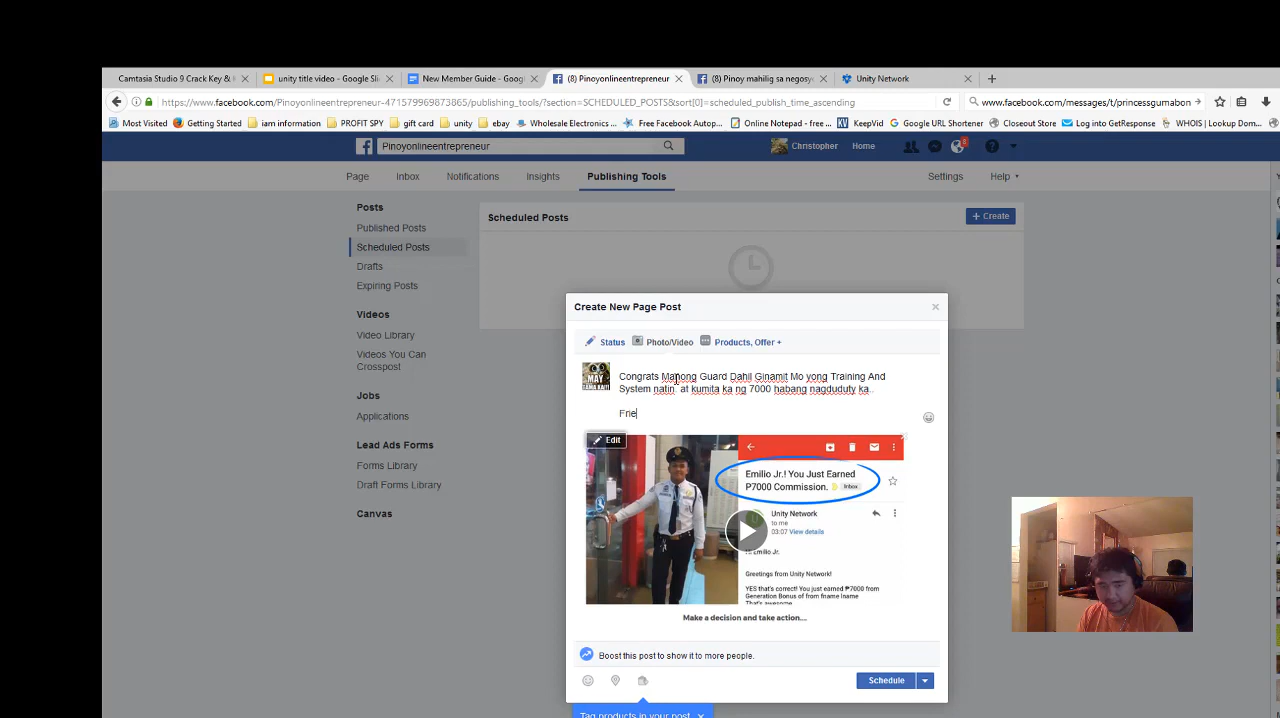 Camtasia Studio 9 Crack Key &
unity title video - Google Sli
New Member Guide - Goog
(8) Pinoyonlineentrepreneur
(8) Pinoy mahilig sa negosy
Unity Network
https://www.facebook.com/Pinoyonlineentrepreneur-471579969873865/publishing_tools/?section=SCHEDULED_POSTS&sort[0]=scheduled_publish_time_ascending
www.facebook.com/messages/t/princessgumabon
Most Visited Getting Started iam information PROFIT SPY gift card unity ebay Wholesale Electronics ... Free Facebook Autop... Online Notepad - free ... KeepVid Google URL Shortener Closeout Store Log into GetResponse WHOIS | Lookup Dom...
Pinoyonlineentrepreneur Christopher Home 8
Page Inbox Notifications Insights Publishing Tools Settings Help
Posts
Published Posts
Scheduled Posts
Drafts
Expiring Posts
Videos
Video Library
Videos You Can
Crosspost
Jobs
Applications
Lead Ads Forms
Forms Library
Draft Forms Library
Canvas
Scheduled Posts + Create
Create New Page Post
Status Photo/Video Products, Offer +
MAY
Congrats Manong Guard Dahil Ginamit Mo yong Training And
System natin at kumita ka ng 7000 habang nagduduty ka..
Frie
Edit
Emilio Jr.! You Just Earned
P7000 Commission. Inbox
Unity Network
to me
03:07 View details
Hi Emilio Jr.
Greetings from Unity Network!
YES that's correct! You just earned ₱7000 from
Generation Bonus of from fname lname
That's awesome
Make a decision and take action....
Boost this post to show it to more people.
Schedule
Tag products in your post